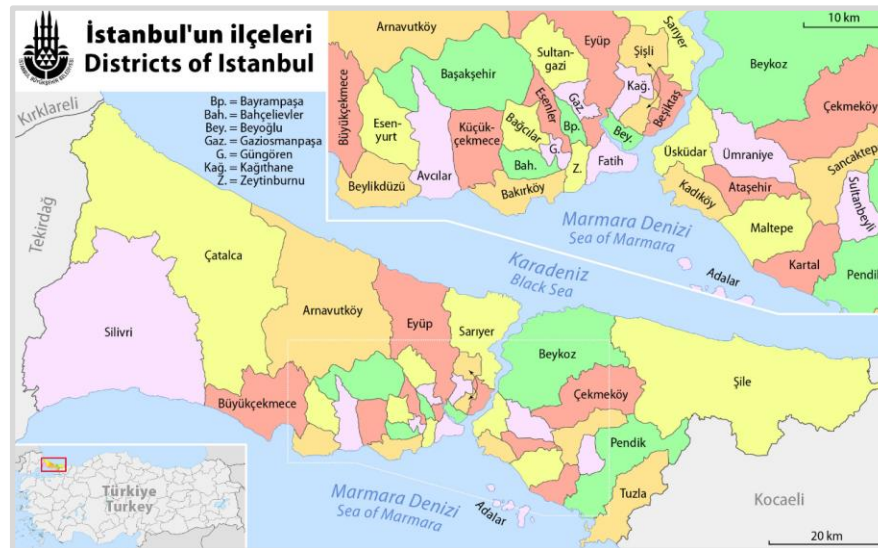 İstanbul'un ilçeleri
Districts of Istanbul
Bp. = Bayrampaşa
Bah. = Bahçelievler
Bey. = Beyoğlu
Gaz. = Gaziosmanpaşa
G. = Güngören
Kağ. = Kağıthane
Z. = Zeytinburnu
10 km
Arnavutköy
Eyüp
Sarıyer
Şişli
Sultan-
gazi
Beykoz
Başakşehir
Büyükçekmece
Kağ.
Gaz.
Esenler
Beşiktaş
Çekmeköy
Esen-
yurt
Küçük-
çekmece
Bağcılar
Bp.
Bey.
Avcılar
G.
Bah.
Fatih
Üsküdar
Ümraniye
Sancaktepe
Beylikdüzü
Bakırköy
Z.
Kadıköy
Ataşehir
Sultanbeyli
Maltepe
Marmara Denizi
Sea of Marmara
Adalar
Kartal
Pendik
Kırklareli
Tekirdağ
Karadeniz
Black Sea
Çatalca
Silivri
Arnavutköy
Eyüp
Sarıyer
Beykoz
Büyükçekmece
Çekmeköy
Şile
Pendik
Tuzla
Marmara Denizi
Sea of Marmara
Adalar
Kocaeli
Türkiye
Turkey
20 km